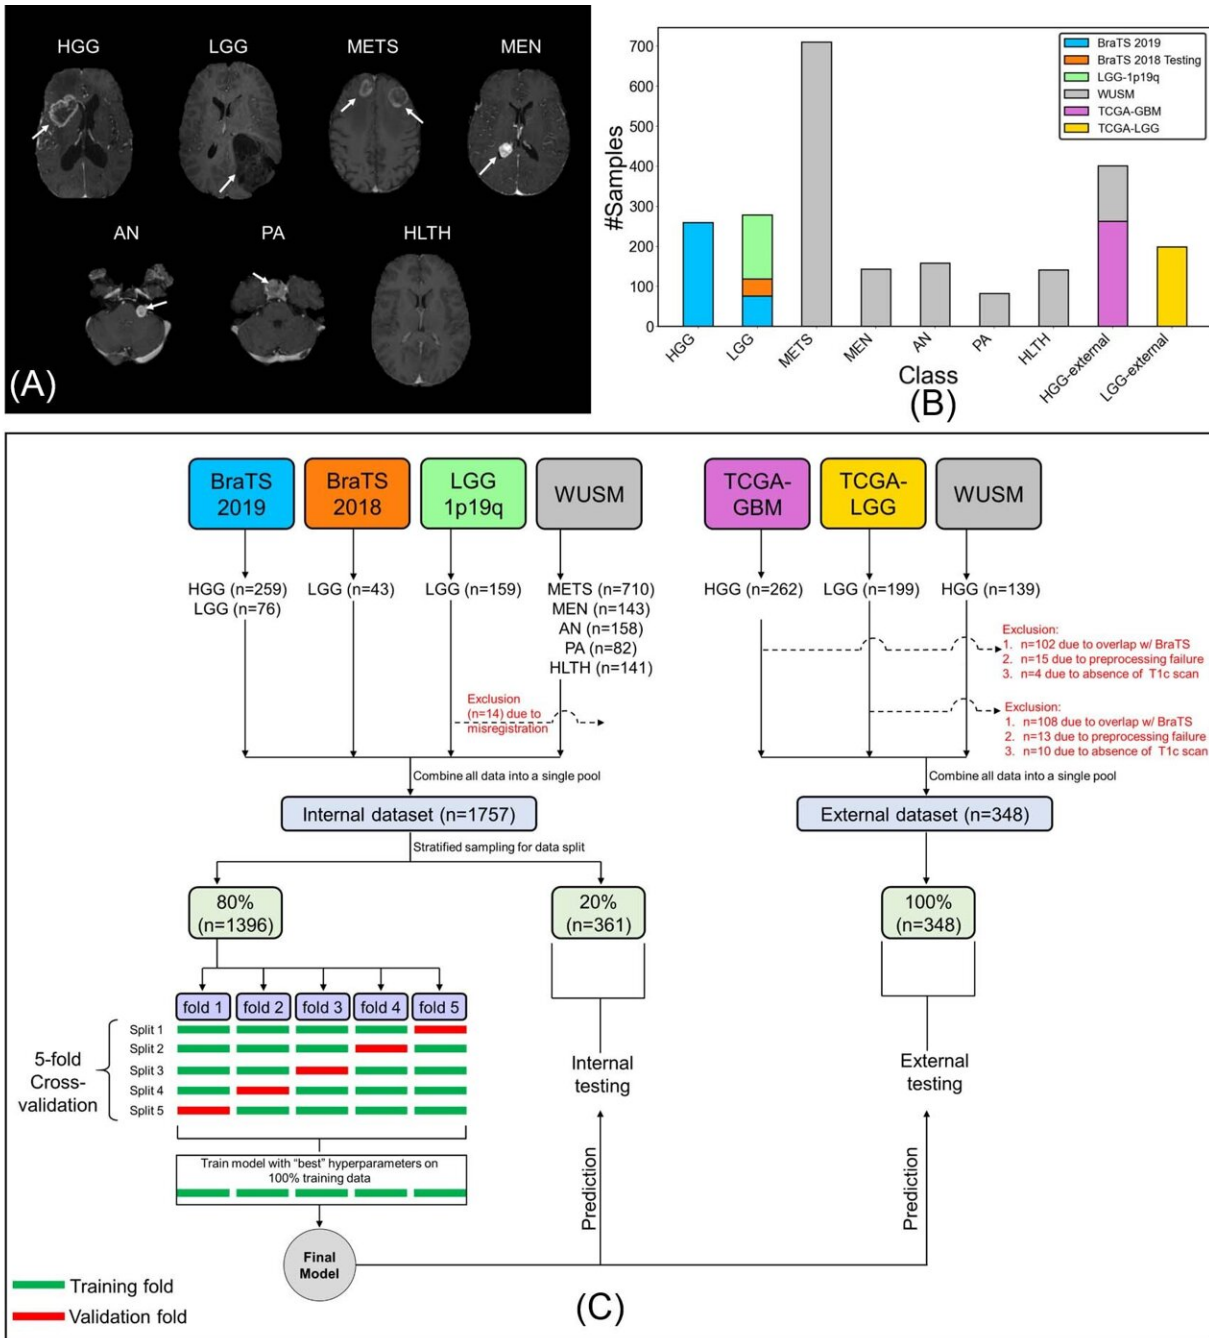 HGG
LGG
METS
MEN
AN
PA
HLTH
(A)
#Samples
700
600
500
400
300
200
100
0
BraTS 2019
BraTS 2018 Testing
LGG-1p19q
WUSM
TCGA-GBM
TCGA-LGG
HGG
LGG
METS
MEN
AN
PA
HLTH
HGG-external
LGG-external
Class
(B)
BraTS
2019
BraTS
2018
LGG
1p19q
WUSM
TCGA-
GBM
TCGA-
LGG
WUSM
HGG (n=259)
LGG (n=76)
LGG (n=43)
LGG (n=159)
METS (n=710)
MEN (n=143)
AN (n=158)
PA (n=82)
HLTH (n=141)
HGG (n=262)
LGG (n=199)
HGG (n=139)
Exclusion
(n=14) due to
misregistration
Exclusion:
1. n=102 due to overlap w/ BraTS
2. n=15 due to preprocessing failure
3. n=4 due to absence of T1c scan
Exclusion:
1. n=108 due to overlap w/ BraTS
2. n=13 due to preprocessing failure
3. n=10 due to absence of T1c scan
Combine all data into a single pool
Combine all data into a single pool
Internal dataset (n=1757)
External dataset (n=348)
Stratified sampling for data split
80%
(n=1396)
20%
(n=361)
100%
(n=348)
fold 1
fold 2
fold 3
fold 4
fold 5
5-fold
Cross-
validation
Split 1
Split 2
Split 3
Split 4
Split 5
Internal
testing
External
testing
Train model with “best” hyperparameters on
100% training data
Prediction
Prediction
Final
Model
Training fold
Validation fold
(C)